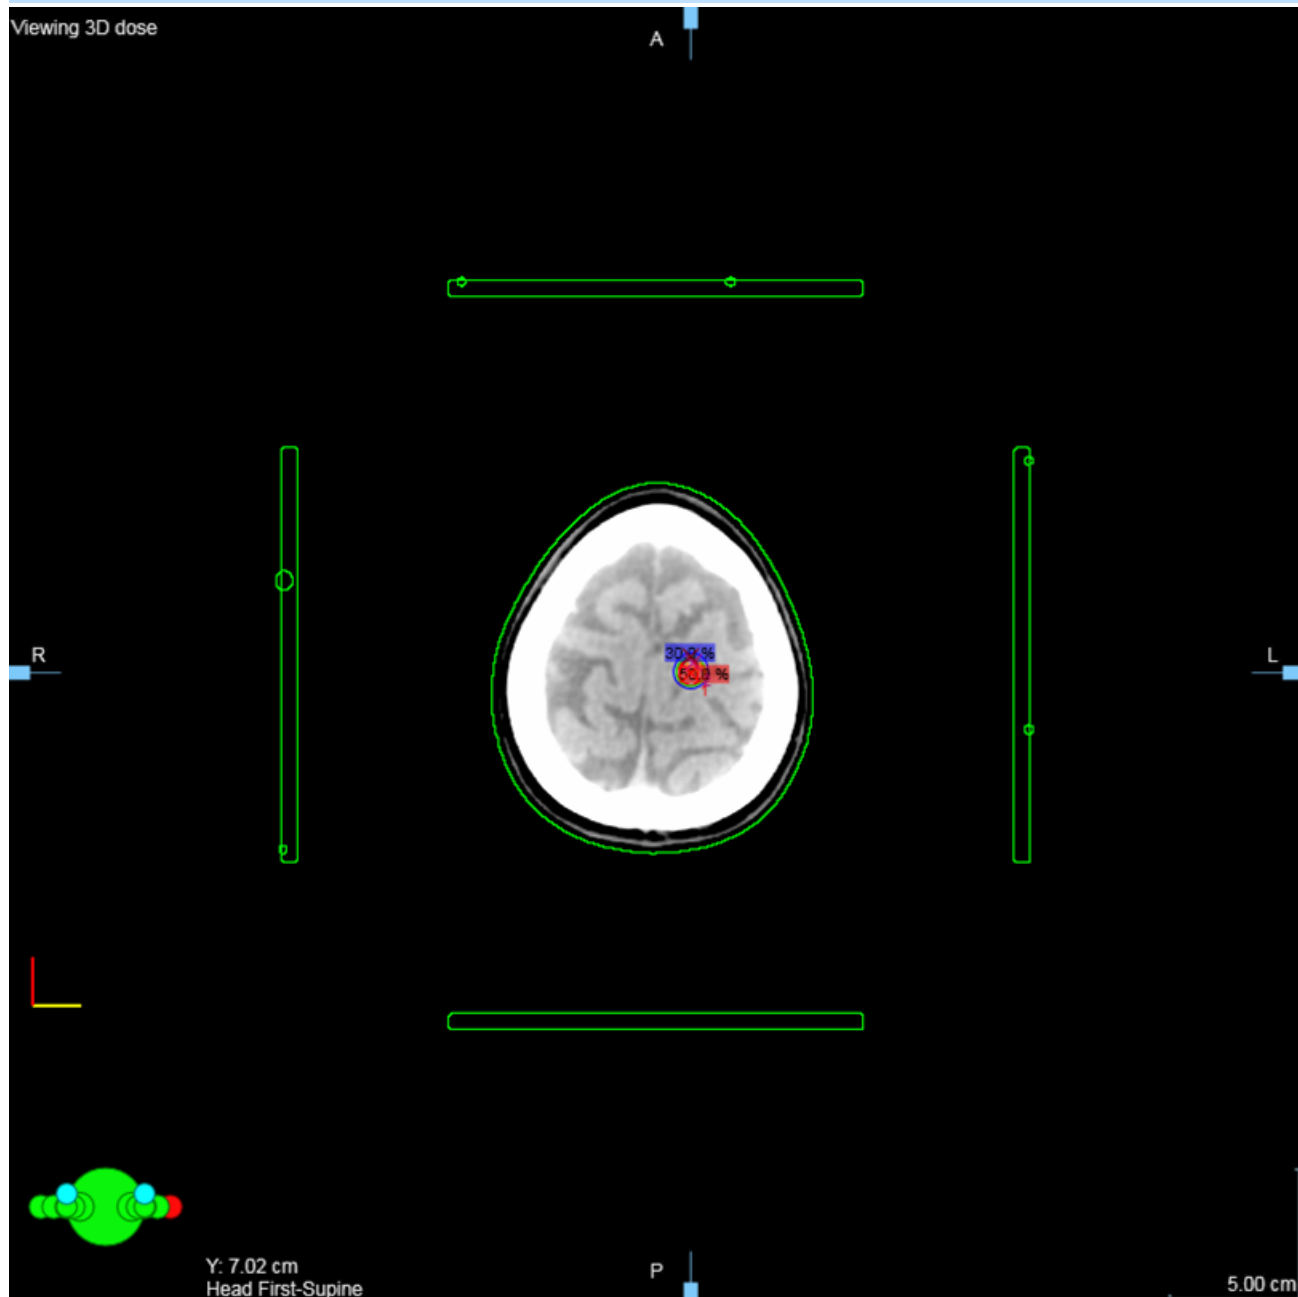 Viewing 3D dose
A
R
L
30.0 %
50.0 %
P
Y: 7.02 cm
Head First-Supine
5.00 cm